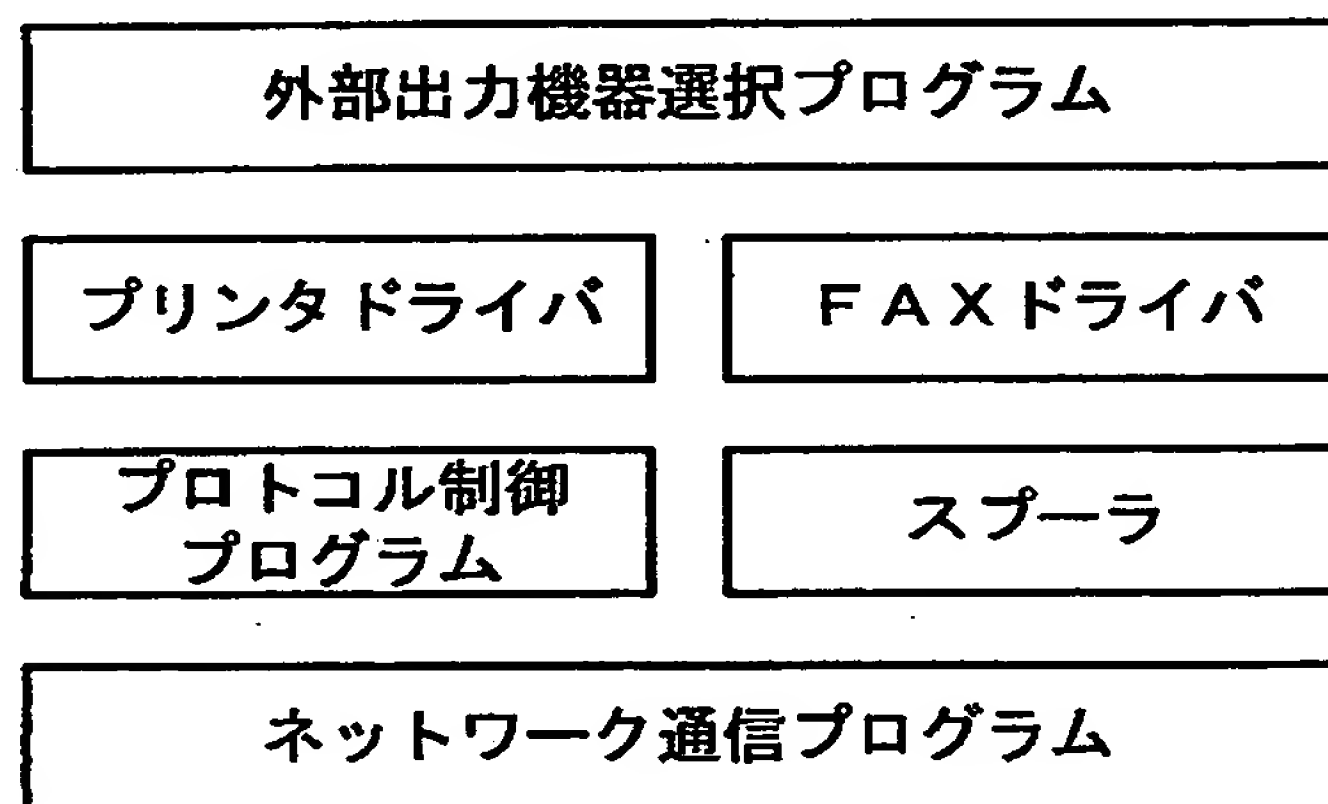 外部出力機器選択プログラム
プリンタドライバ
ＦＡＸドライバ
プロトコル制御
プログラム
スプーラ
ネットワーク通信プログラム